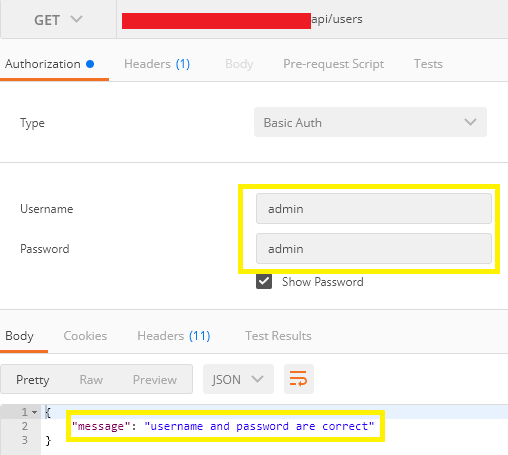 GET api/users
Authorization Headers (1) Body Pre-request Script Tests
Type Basic Auth
Username admin
Password admin
Show Password
Body Cookies Headers (11) Test Results
Pretty Raw Preview JSON
1 {
2 "message": "username and password are correct"
3 }